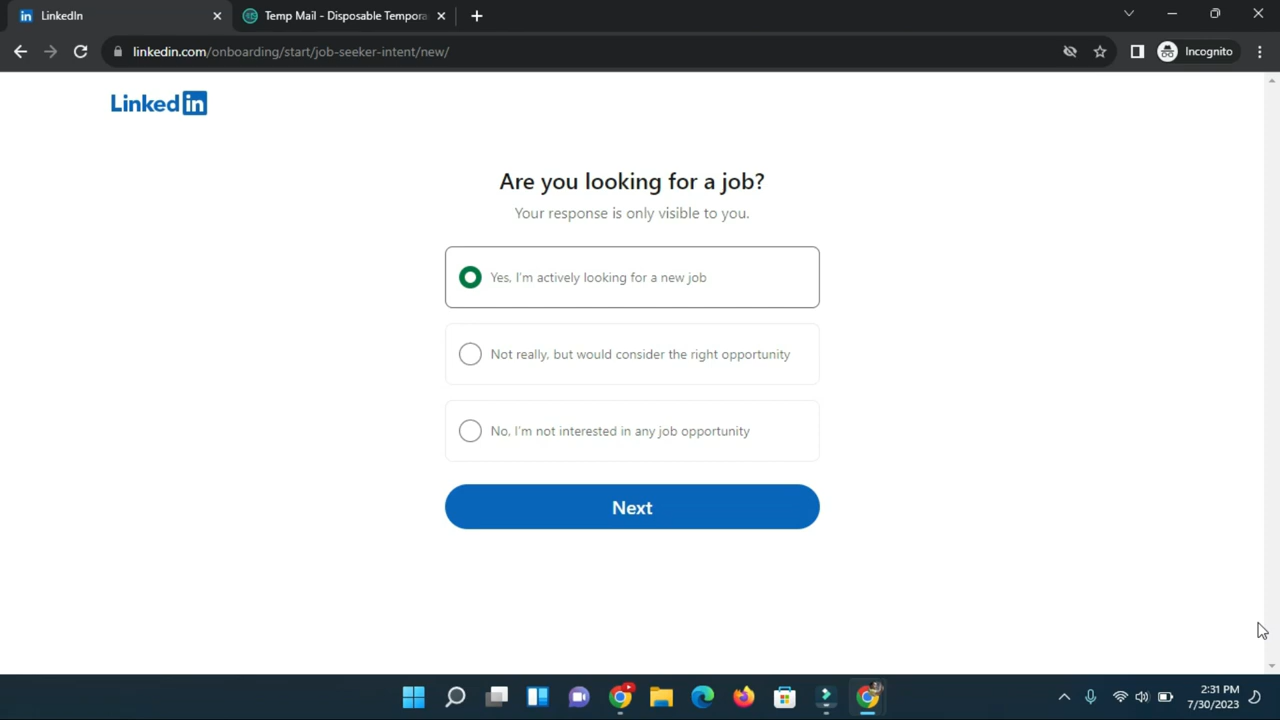 LinkedIn
Temp Mail - Disposable Tempora
linkedin.com/onboarding/start/job-seeker-intent/new/
Incognito
Linked in
Are you looking for a job?
Your response is only visible to you.
Yes, I'm actively looking for a new job
Not really, but would consider the right opportunity
No, I'm not interested in any job opportunity
Next
2:31 PM
7/30/2023